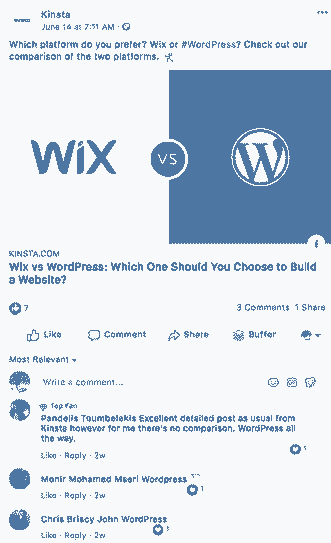 Kinsta
June 14 at 7:51 AM
Which platform do you prefer? Wix or #WordPress? Check out our
comparison of the two platforms.
WiX
VS
KINSTA.COM
Wix vs WordPress: Which One Should You Choose to Build
a Website?
7
3 Comments 1 Share
Like Comment Share Buffer
Most Relevant
Write a comment...
Top Fan
Pandelis Toumbelekis Excellent detailed post as usual from
Kinsta however for me there's no comparison. WordPress all
the way.
1
Like · Reply · 2w
Monir Mohamed Mseri Wordpress
1
Like · Reply · 2w
Chris Briscy John WordPress
Like · Reply · 2w